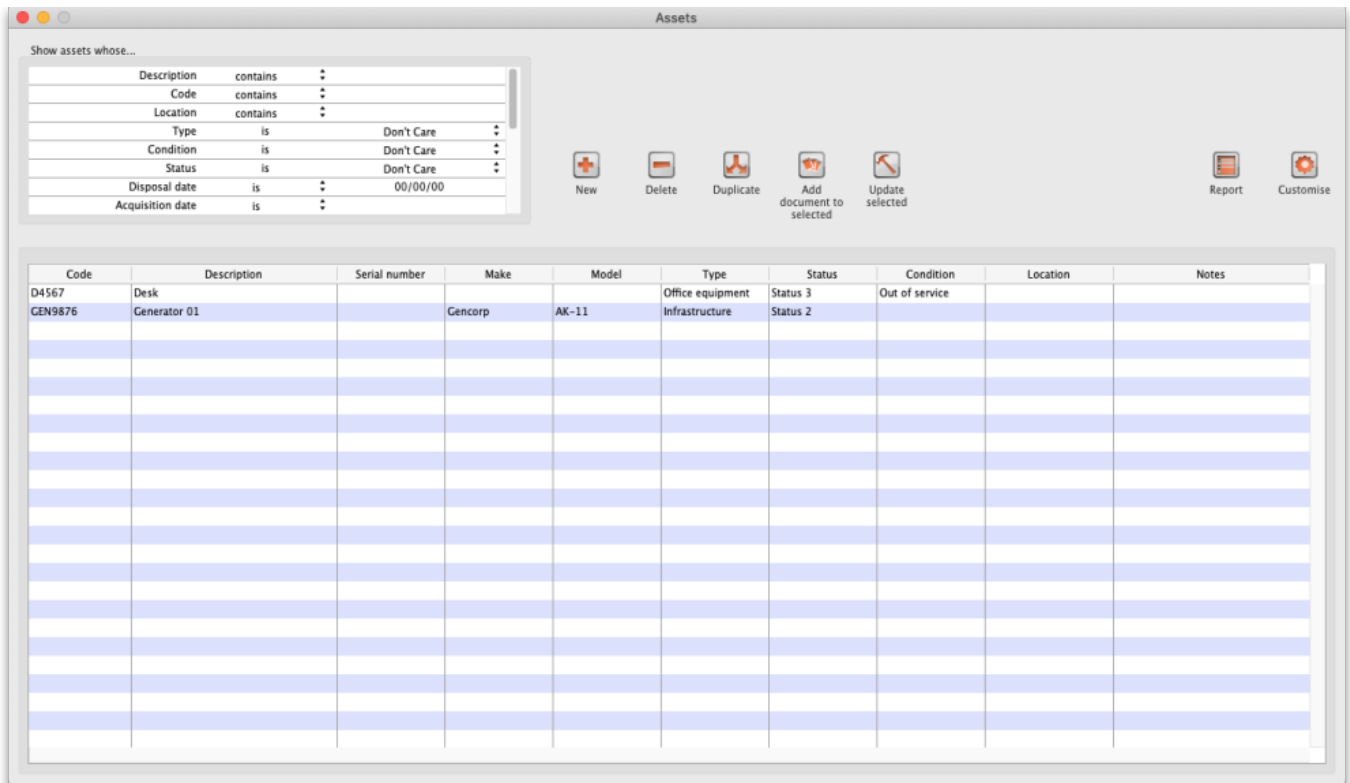 Assets
Show assets whose...
Description contains
Code contains
Location contains
Type is Don't Care
Condition is Don't Care
Status is Don't Care
Disposal date is 00/00/00
Acquisition date is
New Delete Duplicate Add document to selected Update selected Report Customise
Code Description Serial number Make Model Type Status Condition Location Notes
D4567 Desk Office equipment Status 3 Out of service
GEN9876 Generator 01 Gencorp AK-11 Infrastructure Status 2